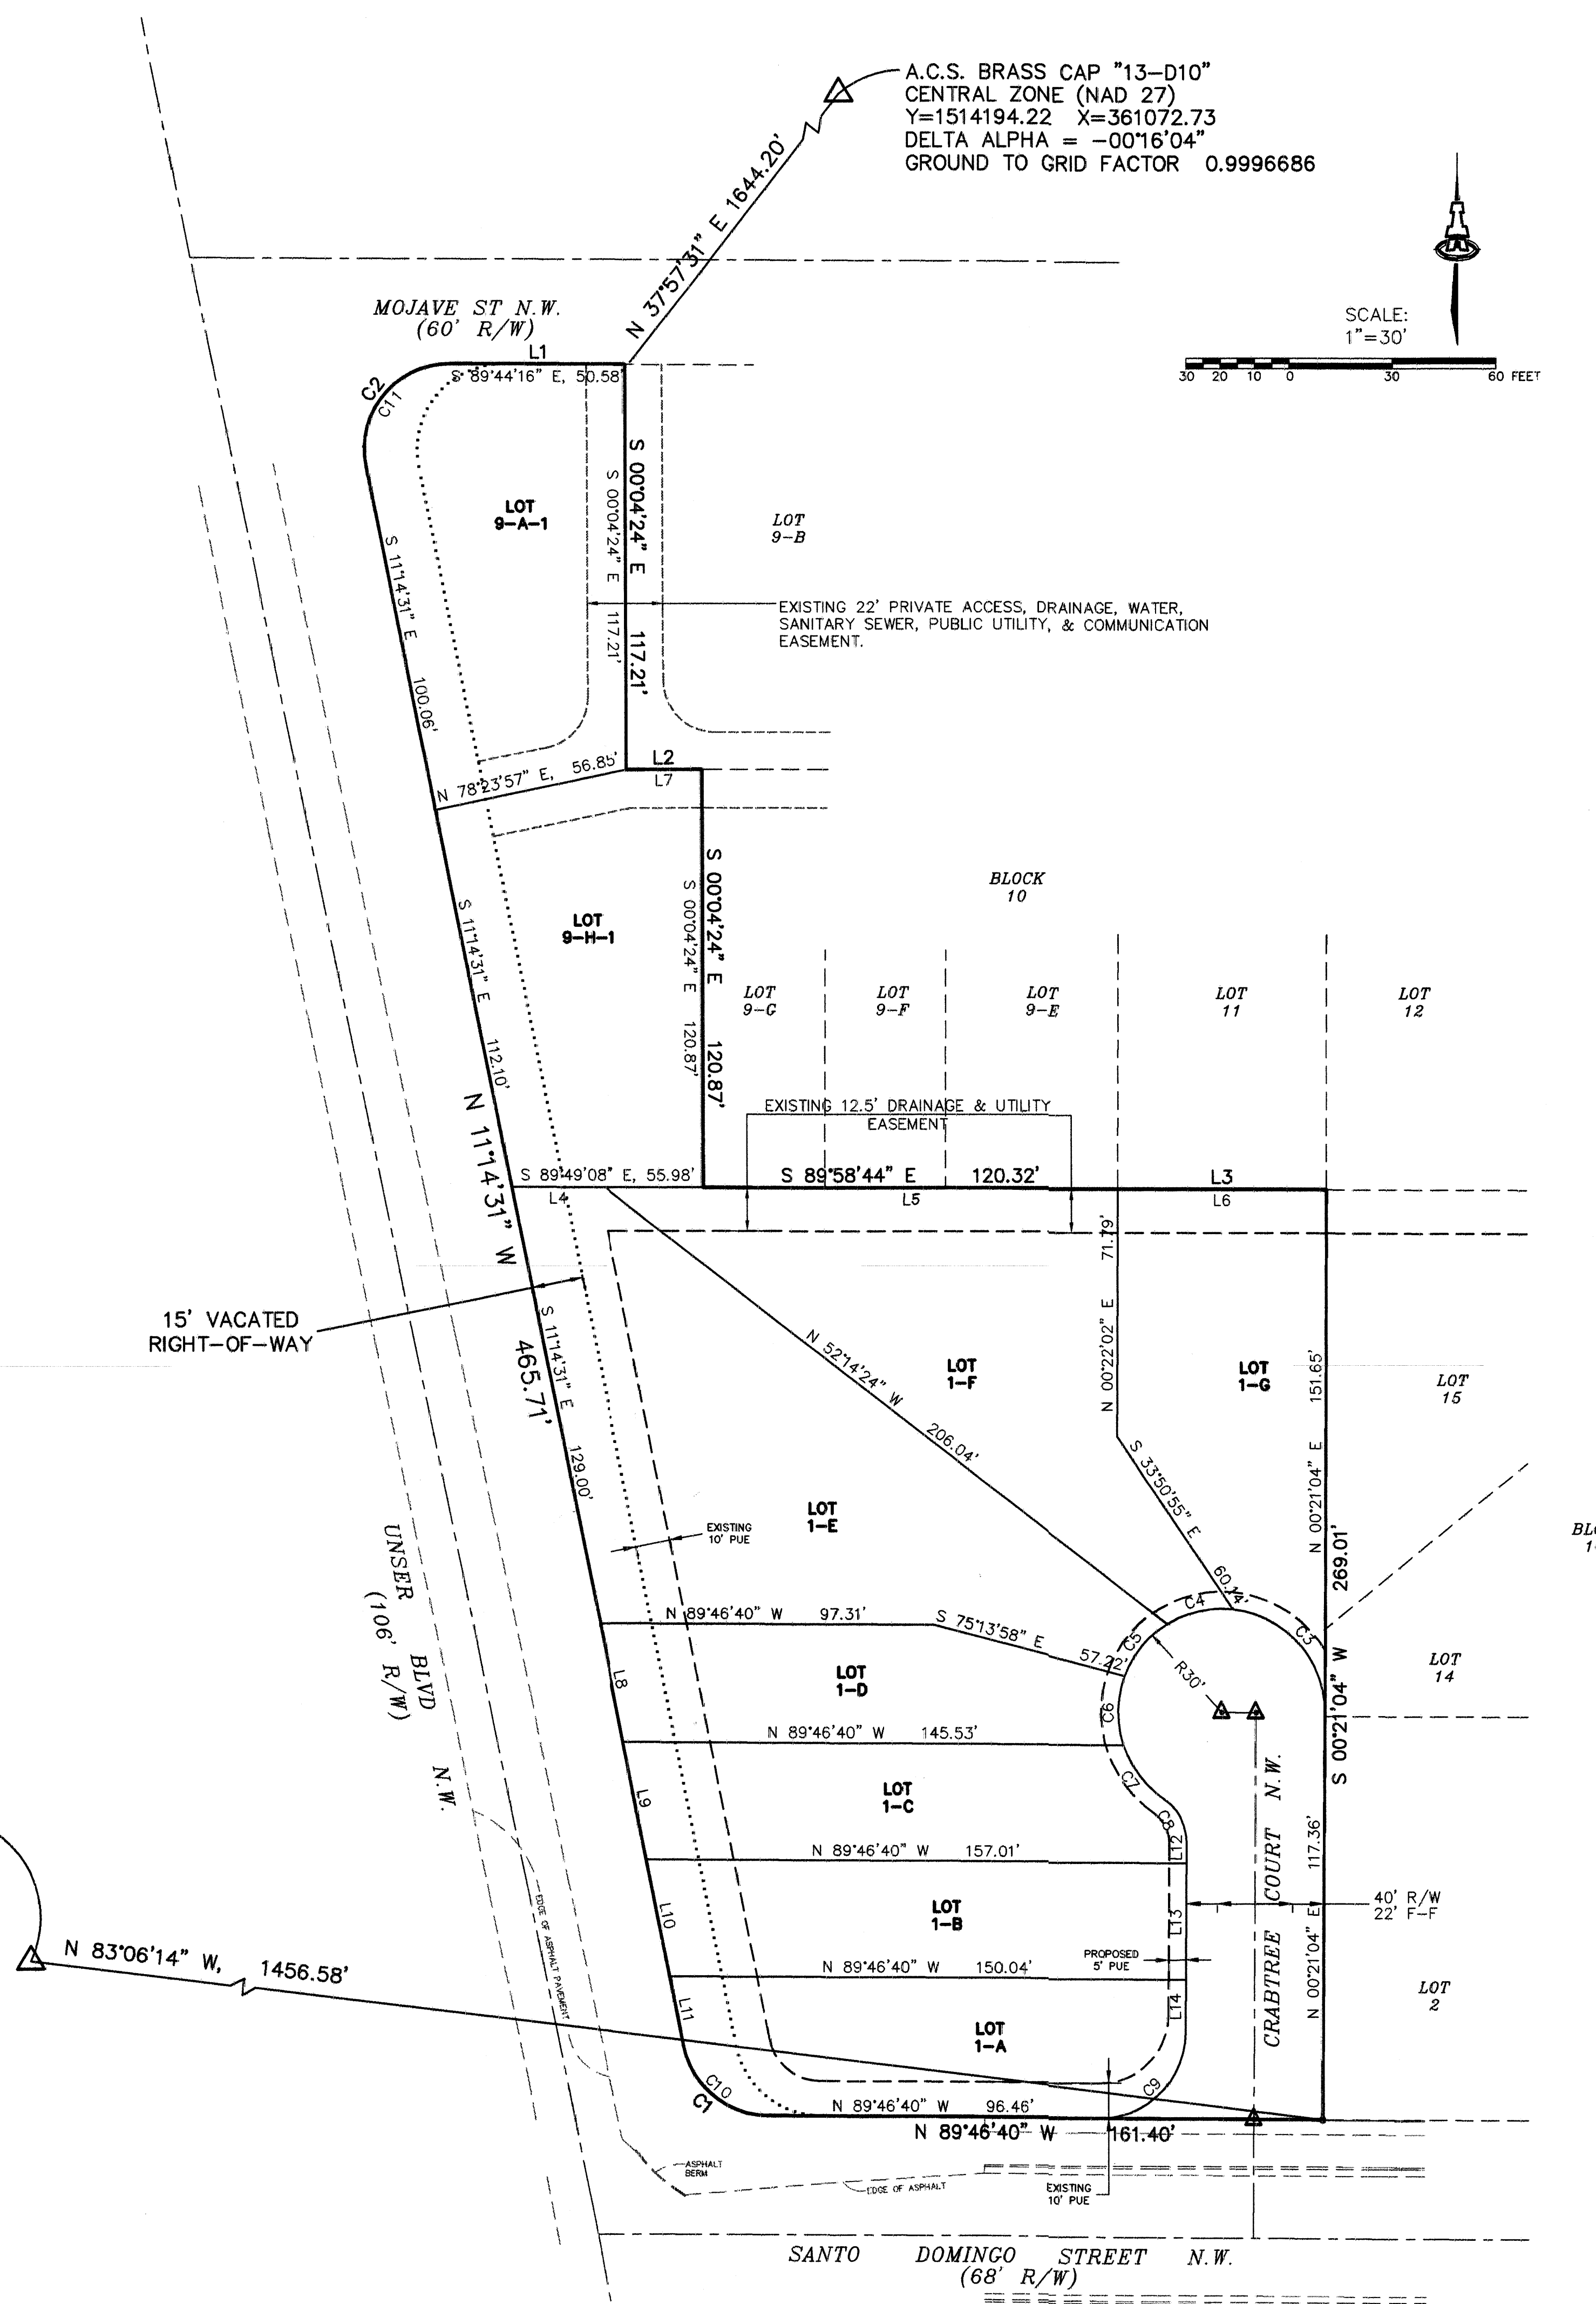 A.C.S. BRASS CAP "13-D10"
CENTRAL ZONE (NAD 27)
Y=1514194.22 X=361072.73
DELTA ALPHA = -00°16'04"
GROUND TO GRID FACTOR 0.9996686
N 37°57'31" E 1644.20'
SCALE:
1"=30'
30 20 10 0 30 60 FEET
MOJAVE ST N.W.
(60' R/W)
L1
S 89°44'16" E, 50.58'
C2
C11
LOT
9-A-1
S 00°04'24" E 117.21'
S 00°04'24" E 117.21'
LOT
9-B
S 11°14'31" E 100.06'
EXISTING 22' PRIVATE ACCESS, DRAINAGE, WATER,
SANITARY SEWER, PUBLIC UTILITY, & COMMUNICATION
EASEMENT.
N 78°23'57" E, 56.85'
L2
L7
LOT
9-H-1
S 00°04'24" E 120.87'
S 00°04'24" E 120.87'
S 11°14'31" E 112.10'
BLOCK
10
LOT
9-G
LOT
9-F
LOT
9-E
LOT
11
LOT
12
EXISTING 12.5' DRAINAGE & UTILITY
EASEMENT
N 11°14'31" W 465.71'
S 89°49'08" E, 55.98'
L4
S 89°58'44" E 120.32'
L5
L3
L6
15' VACATED
RIGHT-OF-WAY
S 11°14'31" E 129.00'
N 00°22'02" E 71.79'
N 52°14'24" W 206.04'
LOT
1-F
LOT
1-G
N 00°21'04" E 151.65'
LOT
15
S 33°50'55" E 60.14'
LOT
1-E
EXISTING
10' PUE
S 00°21'04" W 269.01'
N 89°46'40" W 97.31'
S 75°13'58" E 57.22'
C4
C3
C5
R30'
C6
C7
C8
LOT
1-D
LOT
14
L8
N 89°46'40" W 145.53'
LOT
1-C
L9
UNSER BLVD N.W.
(106' R/W)
N 89°46'40" W 157.01'
L12
LOT
1-B
L10
L13
CRABTREE COURT N.W.
N 00°21'04" E 117.36'
40' R/W
22' F-F
PROPOSED
5' PUE
N 83°06'14" W, 1456.58'
EDGE OF ASPHALT PAVEMENT
N 89°46'40" W 150.04'
LOT
2
L11
L14
LOT
1-A
C10
C1
C9
N 89°46'40" W 96.46'
N 89°46'40" W 161.40'
ASPHALT
BERM
EDGE OF ASPHALT
EXISTING
10' PUE
SANTO DOMINGO STREET N.W.
(68' R/W)